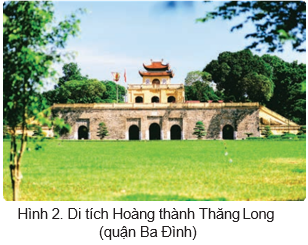 Hình 2. Di tích Hoàng thành Thăng Long
(quận Ba Đình)